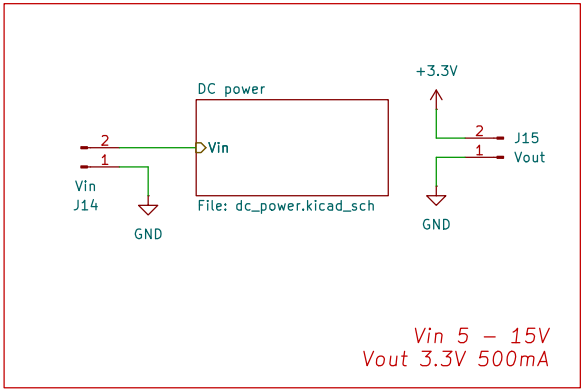 DC power
+3.3V
2
Vin
1
Vin
J14
GND
File: dc_power.kicad_sch
2
J15
1
Vout
GND
Vin 5 - 15V
Vout 3.3V 500mA